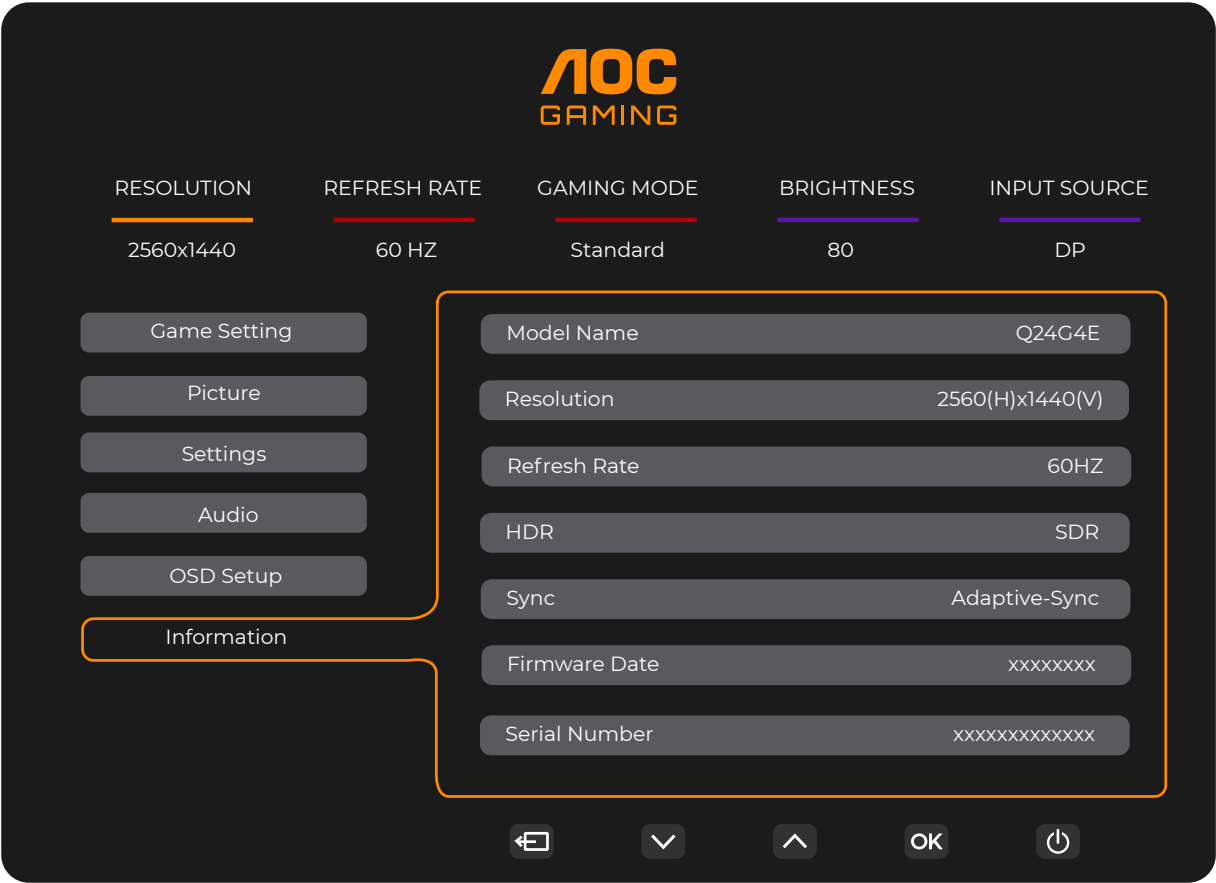 AOC
GAMING
RESOLUTION REFRESH RATE GAMING MODE BRIGHTNESS INPUT SOURCE
2560x1440 60 HZ Standard 80 DP
Game Setting
Picture
Settings
Audio
OSD Setup
Information
Model Name Q24G4E
Resolution 2560(H)x1440(V)
Refresh Rate 60HZ
HDR SDR
Sync Adaptive-Sync
Firmware Date xxxxxxxx
Serial Number xxxxxxxxxxxxx
OK